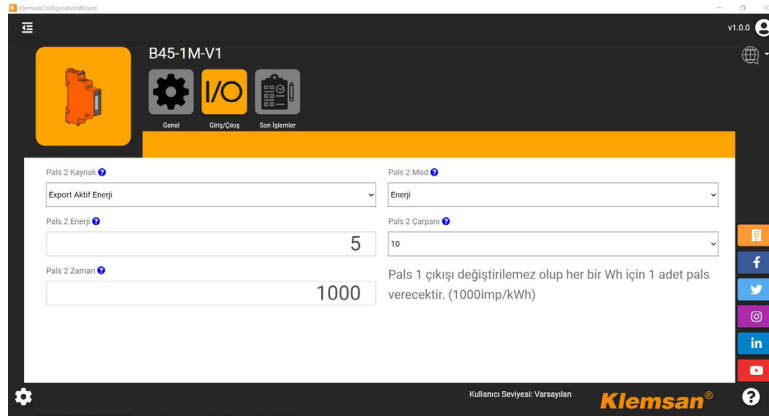 KlemsanConfigurationWizard
v1.0.0
B45-1M-V1
I/O
Genel
Giriş/Çıkış
Son İşlemler
Pals 2 Kaynak
Pals 2 Mod
Export Aktif Enerji
Enerji
Pals 2 Enerji
Pals 2 Çarpanı
5
10
Pals 2 Zaman
1000
Pals 1 çıkışı değiştirilemez olup her bir Wh için 1 adet pals
verecektir. (1000imp/kWh)
Kullanıcı Seviyesi: Varsayılan
Klemsan®